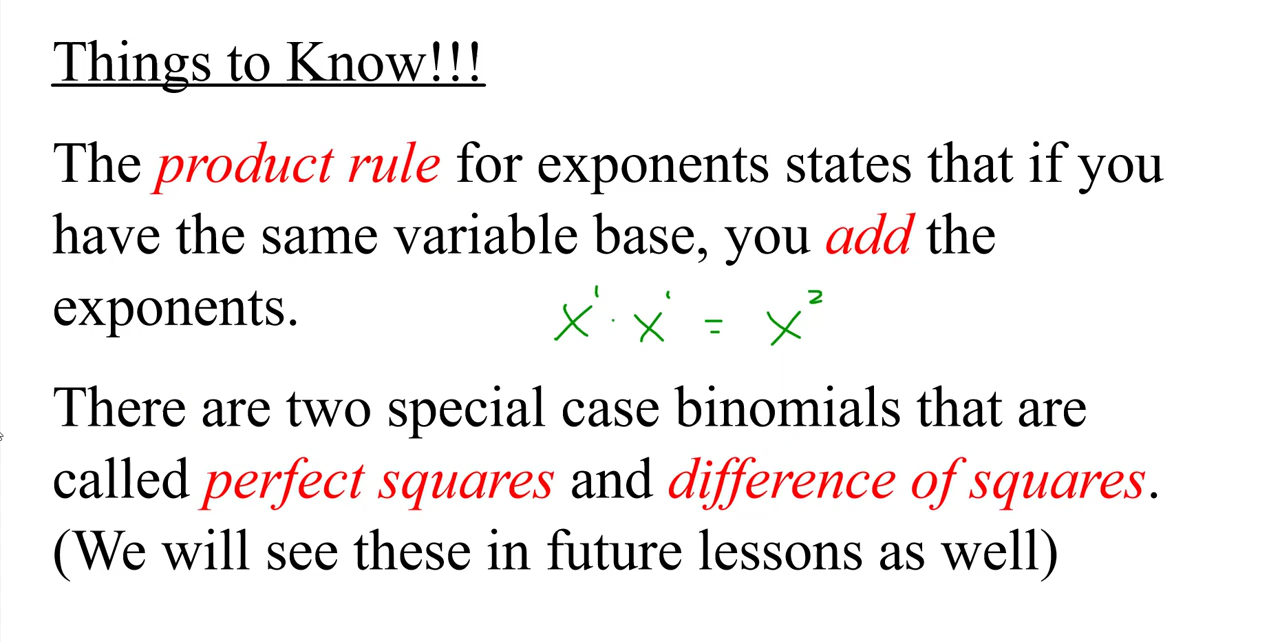 Things to Know!!!
The product rule for exponents states that if you
have the same variable base, you add the
exponents.
x¹ · x¹ = x²
There are two special case binomials that are
called perfect squares and difference of squares.
(We will see these in future lessons as well)